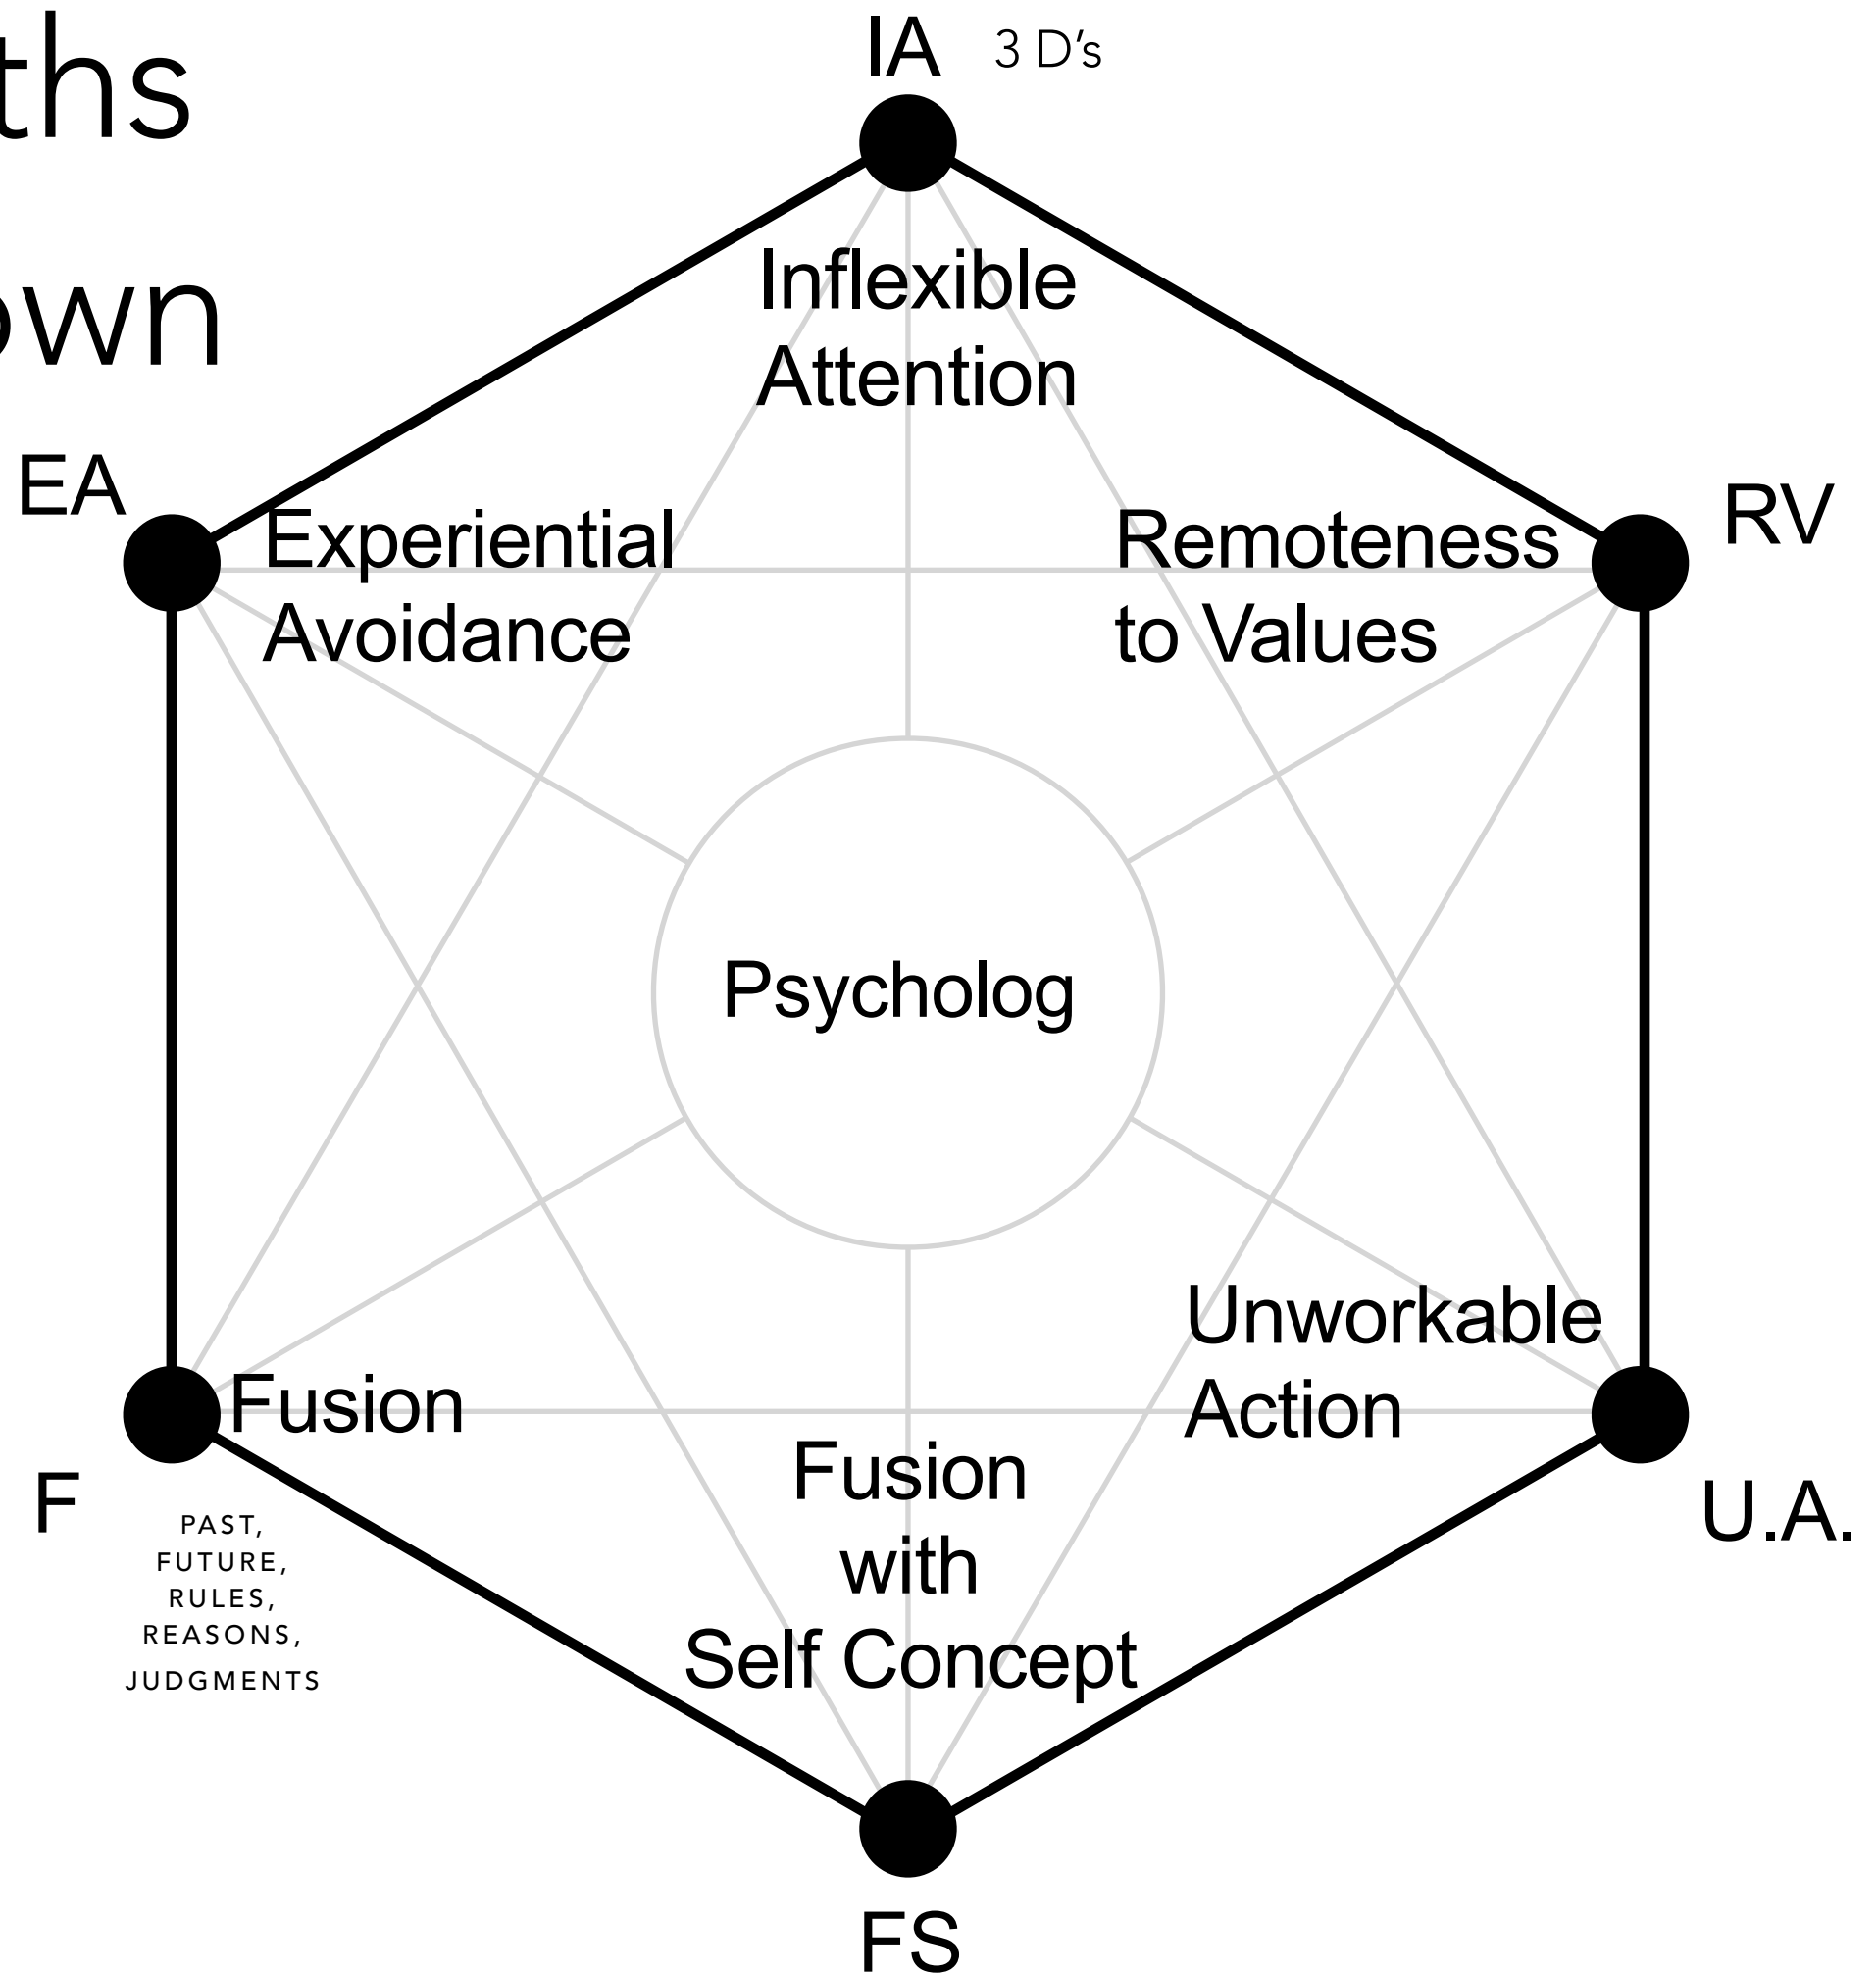 ths
own
IA 3 D's
Inflexible
Attention
EA
RV
Experiential
Avoidance
Remoteness
to Values
Psycholog
Unworkable
Action
Fusion
F
U.A.
PAST,
FUTURE,
RULES,
REASONS,
JUDGMENTS
Fusion
with
Self Concept
FS